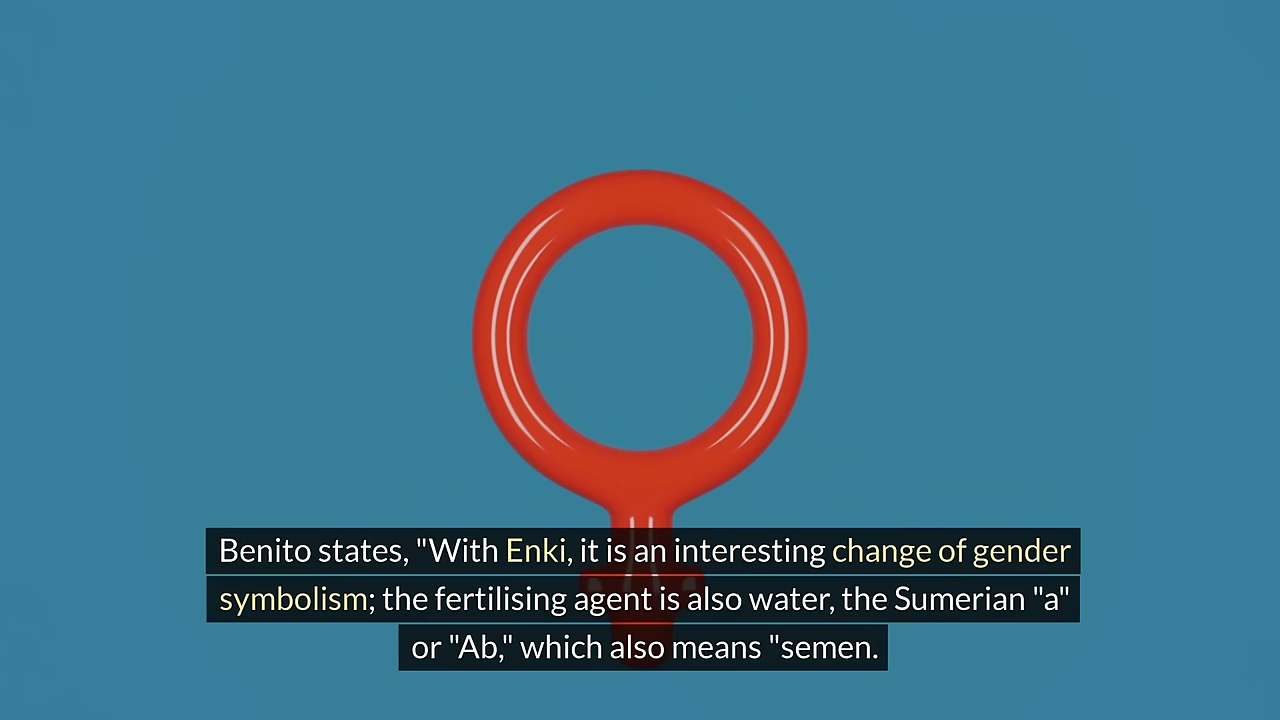 Benito states, "With Enki, it is an interesting change of gender
symbolism; the fertilising agent is also water, the Sumerian "a"
or "Ab," which also means "semen.